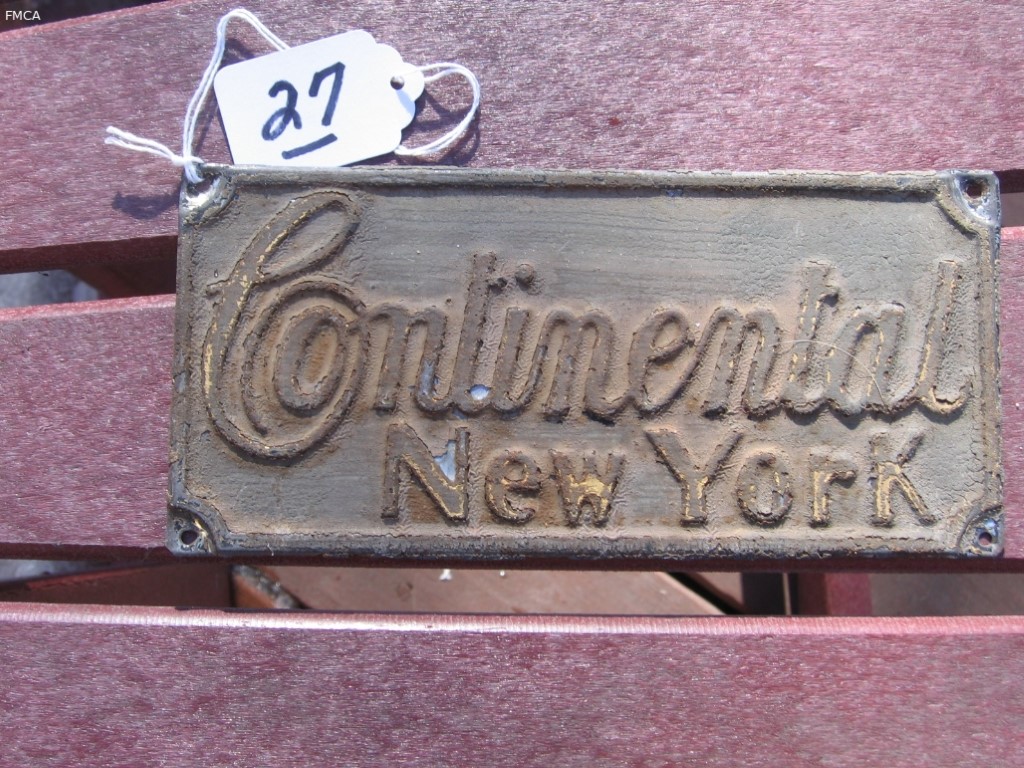 FMCA
27
Continental
New York